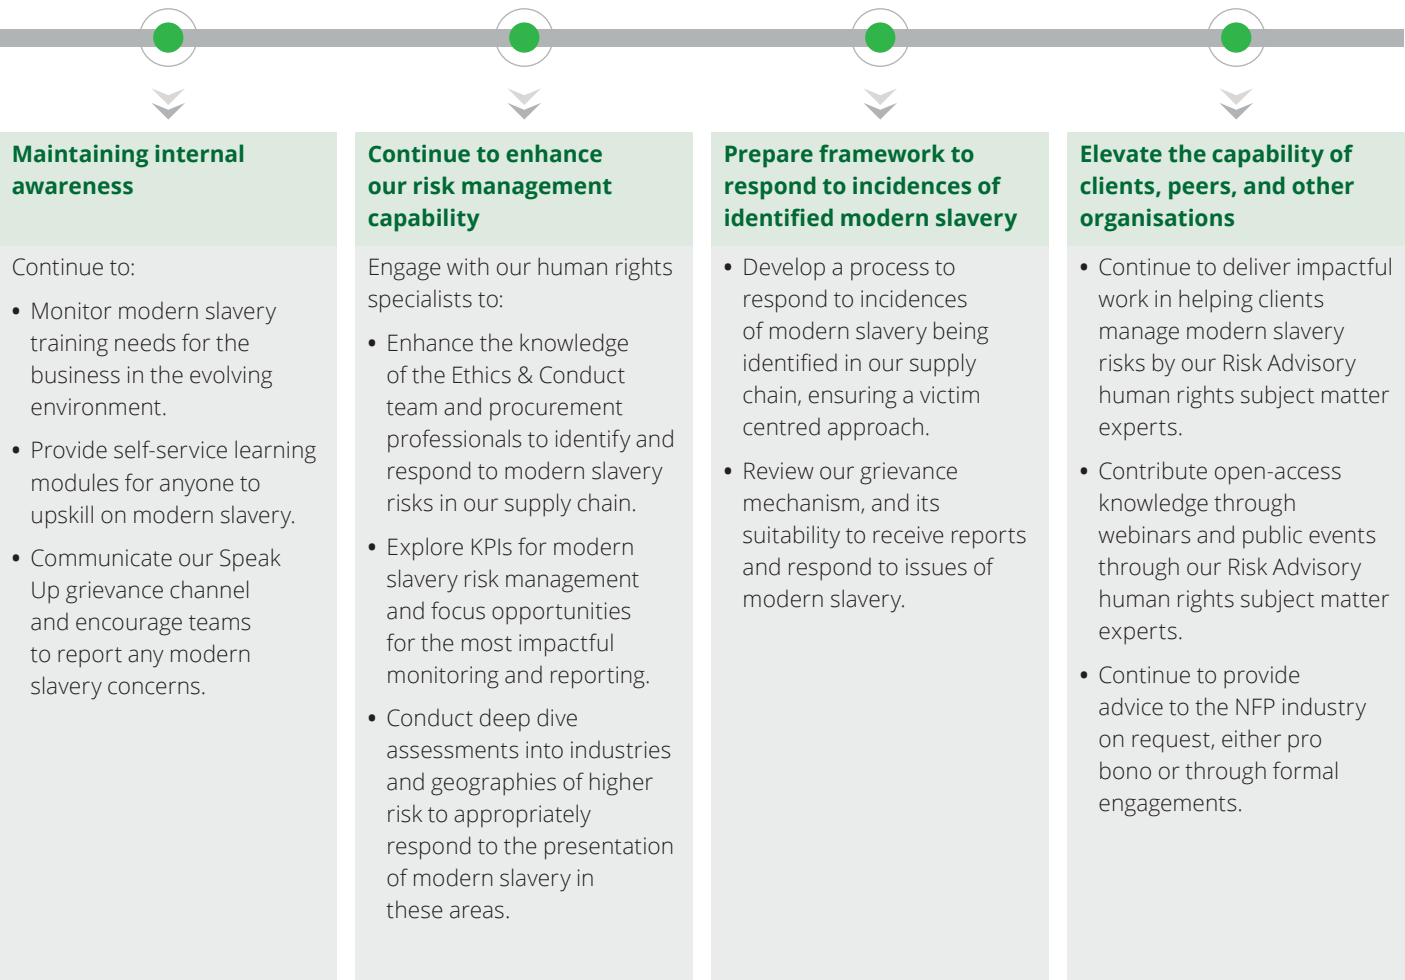 Maintaining internal
awareness
Continue to:
• Monitor modern slavery
training needs for the
business in the evolving
environment.
• Provide self-service learning
modules for anyone to
upskill on modern slavery.
• Communicate our Speak
Up grievance channel
and encourage teams
to report any modern
slavery concerns.
Continue to enhance
our risk management
capability
Engage with our human rights
specialists to:
• Enhance the knowledge
of the Ethics & Conduct
team and procurement
professionals to identify and
respond to modern slavery
risks in our supply chain.
• Explore KPIs for modern
slavery risk management
and focus opportunities
for the most impactful
monitoring and reporting.
• Conduct deep dive
assessments into industries
and geographies of higher
risk to appropriately
respond to the presentation
of modern slavery in
these areas.
Prepare framework to
respond to incidences of
identified modern slavery
• Develop a process to
respond to incidences
of modern slavery being
identified in our supply
chain, ensuring a victim
centred approach.
• Review our grievance
mechanism, and its
suitability to receive reports
and respond to issues of
modern slavery.
Elevate the capability of
clients, peers, and other
organisations
• Continue to deliver impactful
work in helping clients
manage modern slavery
risks by our Risk Advisory
human rights subject matter
experts.
• Contribute open-access
knowledge through
webinars and public events
through our Risk Advisory
human rights subject matter
experts.
• Continue to provide
advice to the NFP industry
on request, either pro
bono or through formal
engagements.